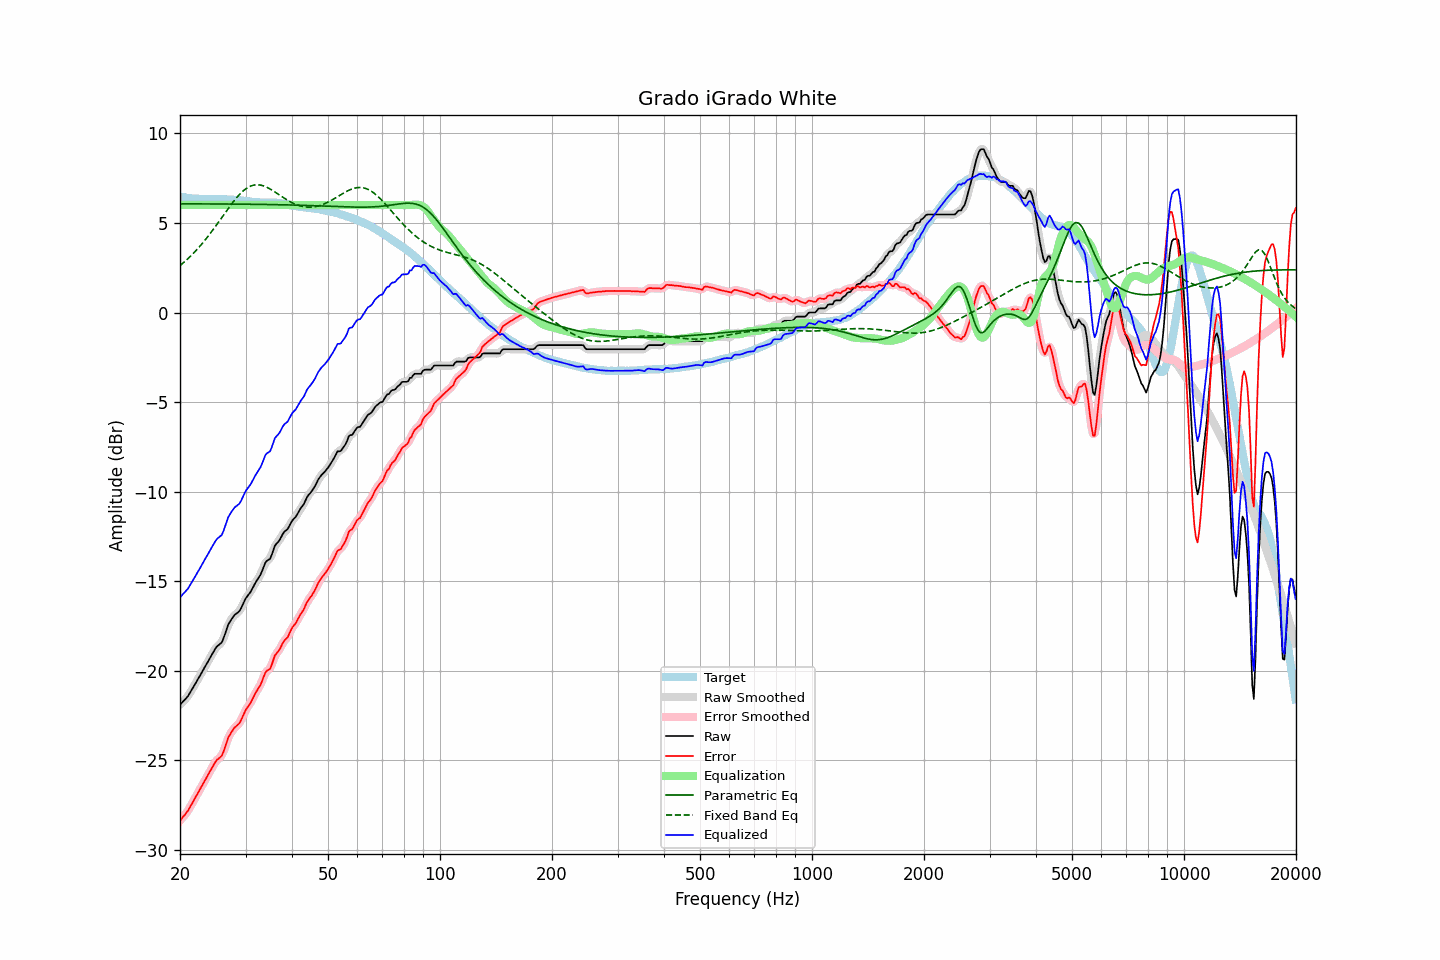 Grado iGrado White
Amplitude (dBr)
10
5
0
−5
−10
−15
−20
−25
−30
Target
Raw Smoothed
Error Smoothed
Raw
Error
Equalization
Parametric Eq
Fixed Band Eq
Equalized
20 50 100 200 500 1000 2000 5000 10000 20000
Frequency (Hz)